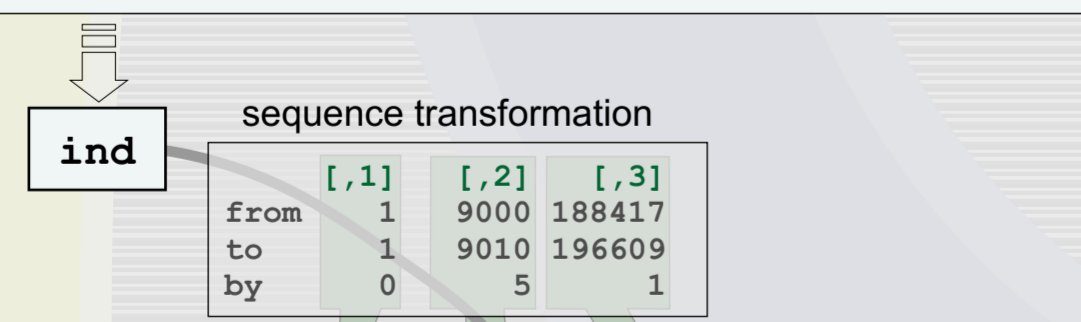 sequence transformation
ind
[,1] [,2] [,3]
from 1 9000 188417
to 1 9010 196609
by 0 5 1